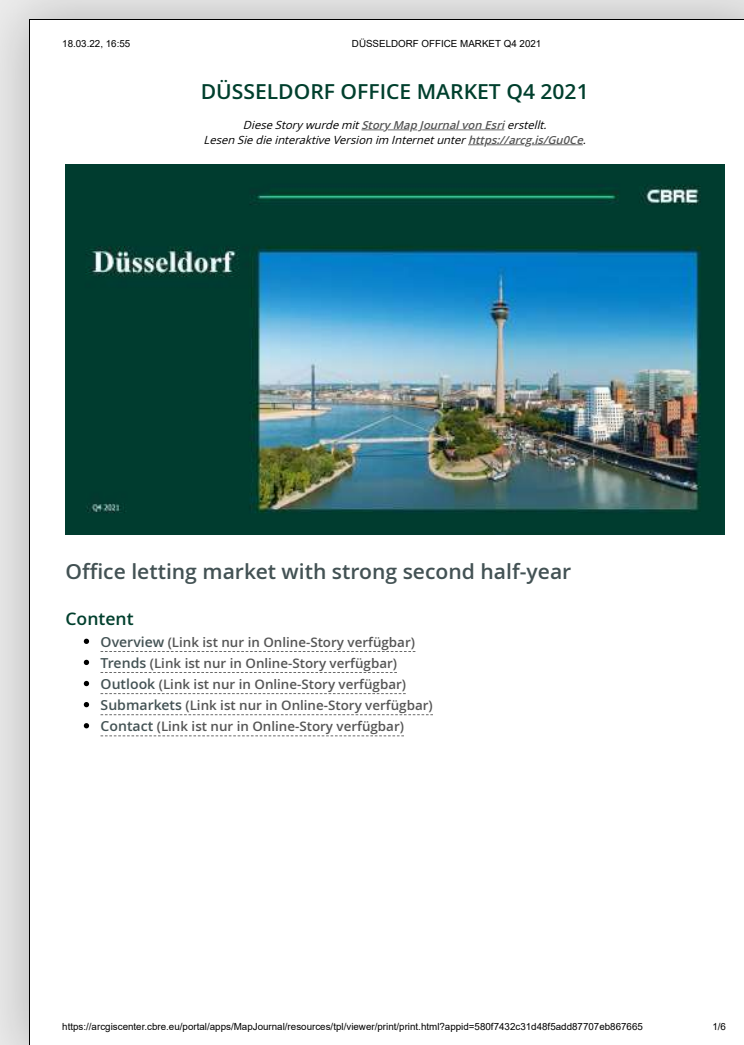 18.03.22, 16:55 DÜSSELDORF OFFICE MARKET Q4 2021
DÜSSELDORF OFFICE MARKET Q4 2021
Diese Story wurde mit Story Map Journal von Esri erstellt.
Lesen Sie die interaktive Version im Internet unter https://arcg.is/Gu0Ce.
CBRE
Düsseldorf
Q4 2021
Office letting market with strong second half-year
Content
• Overview (Link ist nur in Online-Story verfügbar)
• Trends (Link ist nur in Online-Story verfügbar)
• Outlook (Link ist nur in Online-Story verfügbar)
• Submarkets (Link ist nur in Online-Story verfügbar)
• Contact (Link ist nur in Online-Story verfügbar)
https://arcgiscenter.cbre.eu/portal/apps/MapJournal/resources/tpl/viewer/print/print.html?appid=580f7432c31d48f5add87707eb867665 1/6